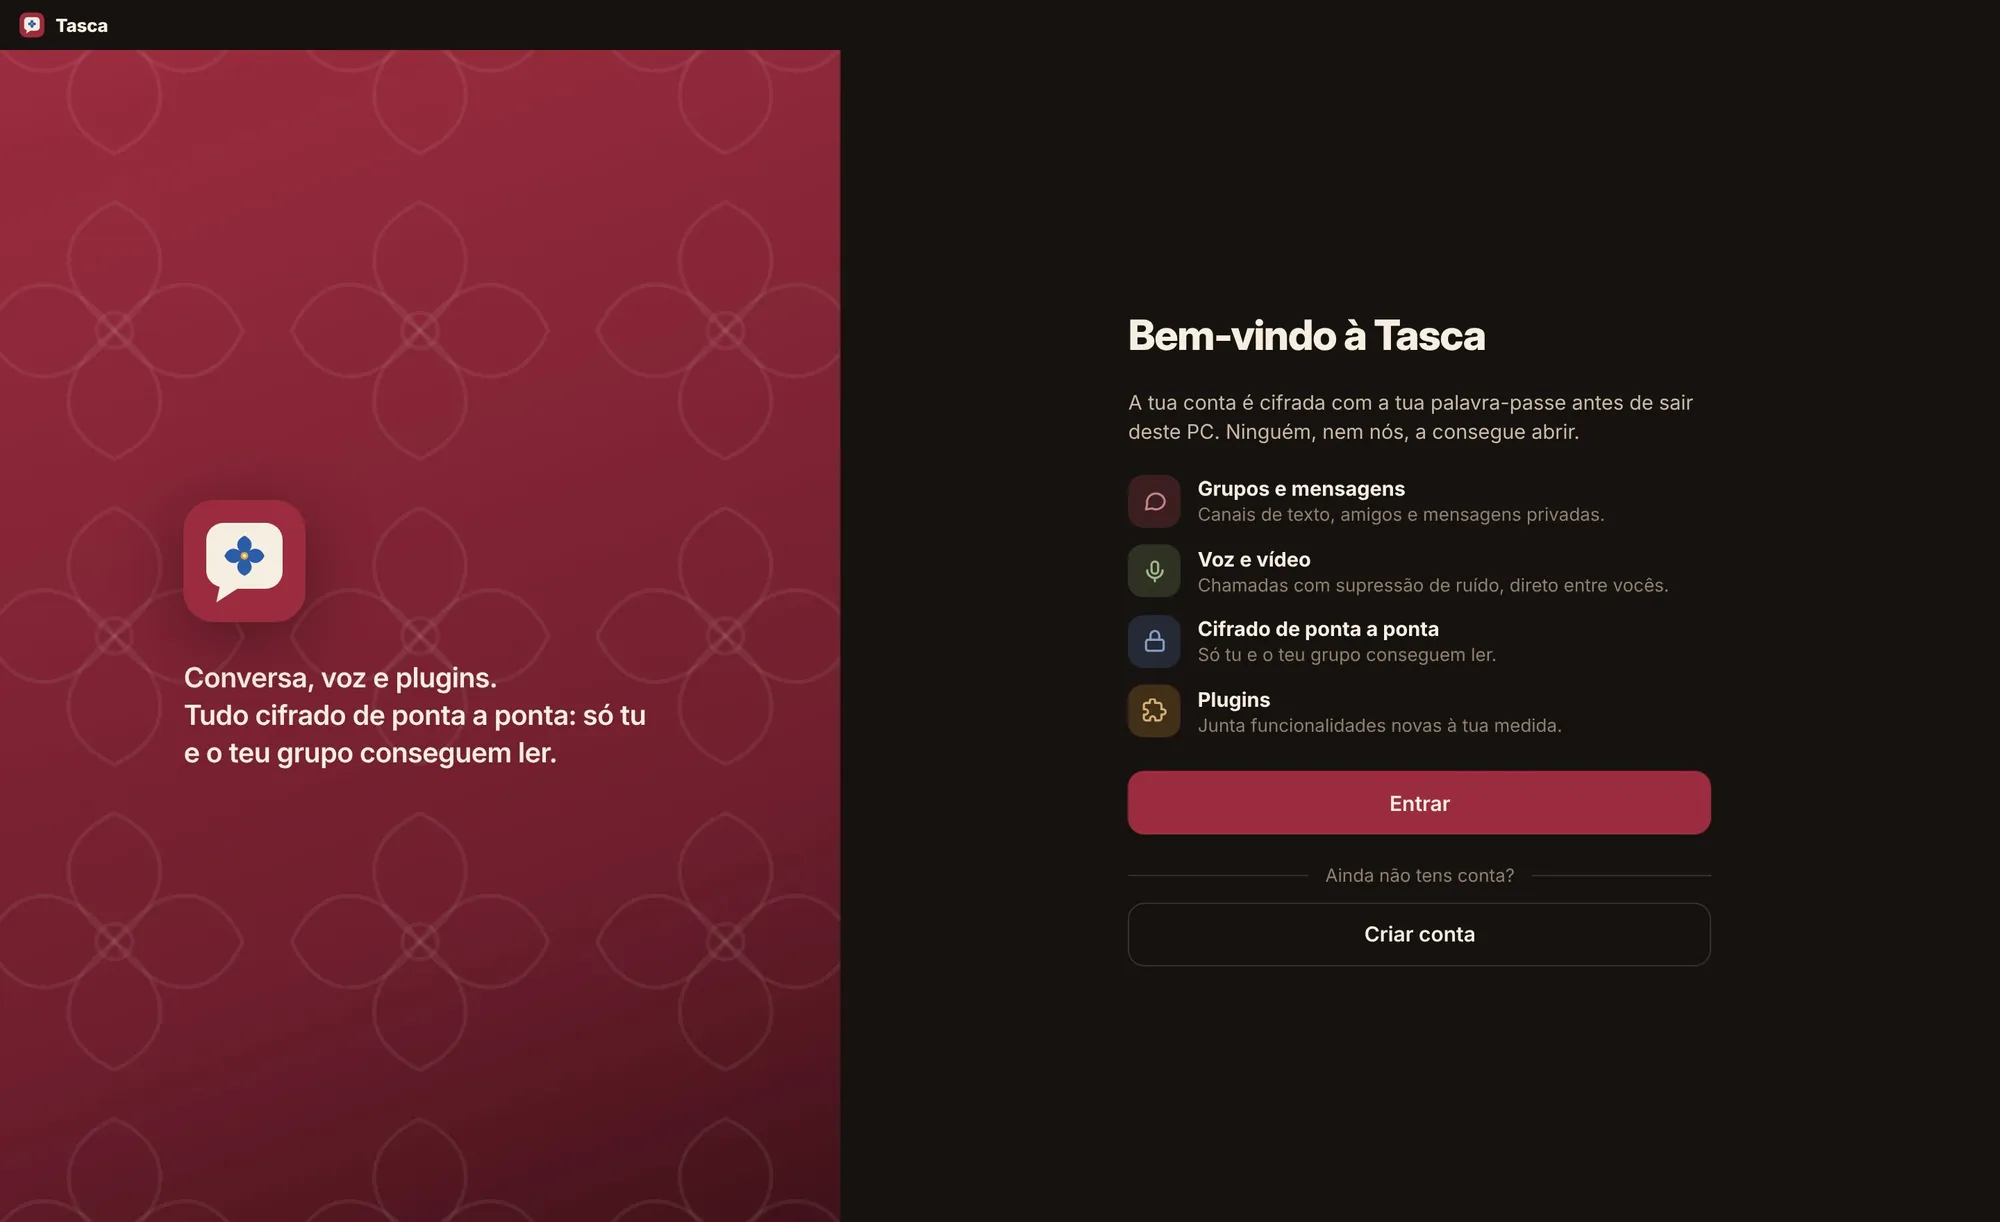 Tasca
Conversa, voz e plugins.
Tudo cifrado de ponta a ponta: só tu
e o teu grupo conseguem ler.
Bem-vindo à Tasca
A tua conta é cifrada com a tua palavra-passe antes de sair
deste PC. Ninguém, nem nós, a consegue abrir.
Grupos e mensagens
Canais de texto, amigos e mensagens privadas.
Voz e vídeo
Chamadas com supressão de ruído, direto entre vocês.
Cifrado de ponta a ponta
Só tu e o teu grupo conseguem ler.
Plugins
Junta funcionalidades novas à tua medida.
Entrar
Ainda não tens conta?
Criar conta